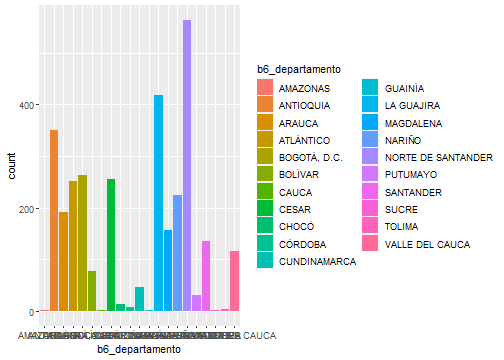 count
400
200
0
b6_departamento
b6_departamento
AMAZONAS
ANTIOQUIA
ARAUCA
ATLÁNTICO
BOGOTÁ, D.C.
BOLÍVAR
CAUCA
CESAR
CHOCÓ
CÓRDOBA
CUNDINAMARCA
GUAINÍA
LA GUAJIRA
MAGDALENA
NARIÑO
NORTE DE SANTANDER
PUTUMAYO
SANTANDER
SUCRE
TOLIMA
VALLE DEL CAUCA